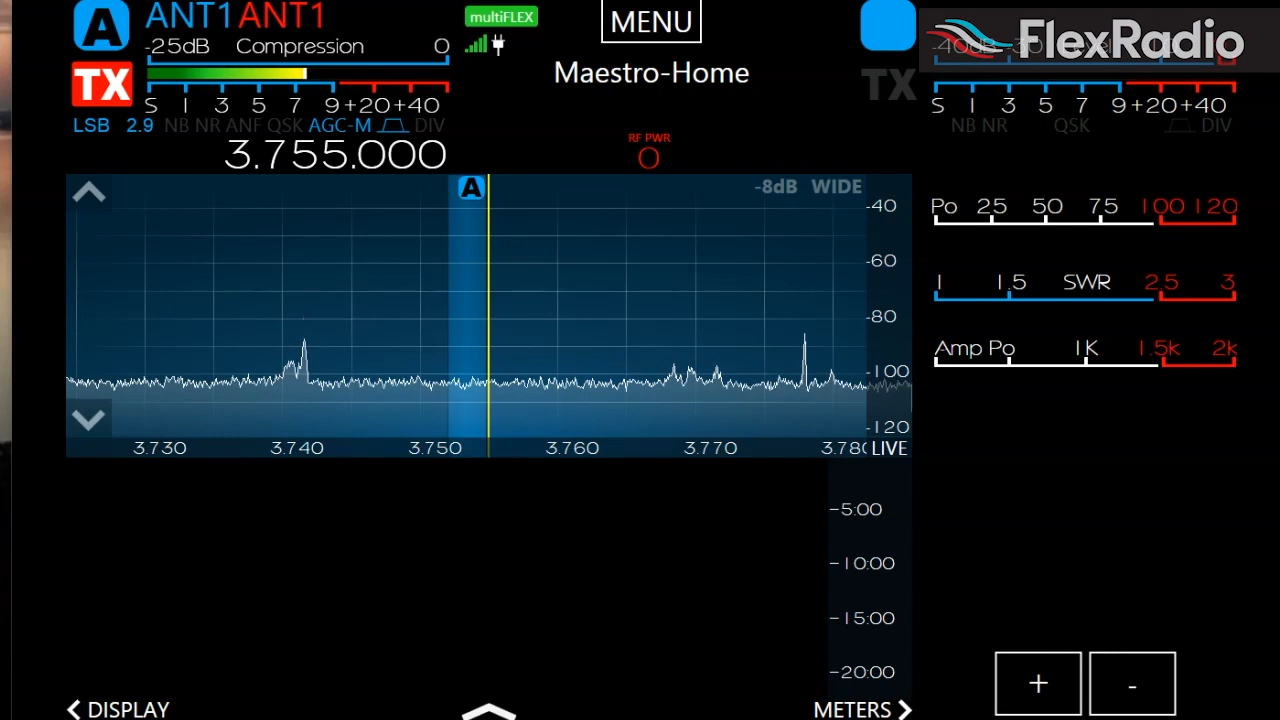 A ANT1 ANT1
-25dB Compression 0
TX
S 1 3 5 7 9 +20 +40
LSB 2.9 NB NR ANF QSK AGC-M DIV
3.755.000
multiFLEX
MENU
Maestro-Home
RF PWR
0
FlexRadio
TX
S 1 3 5 7 9 +20 +40
NB NR QSK DIV
A -8dB WIDE
-40
-60
-80
-100
-120
3.730 3.740 3.750 3.760 3.770 3.780 LIVE
Po 25 50 75 100 120
1 1.5 SWR 2.5 3
Amp Po 1K 1.5k 2k
-5:00
-10:00
-15:00
-20:00
+ -
DISPLAY METERS